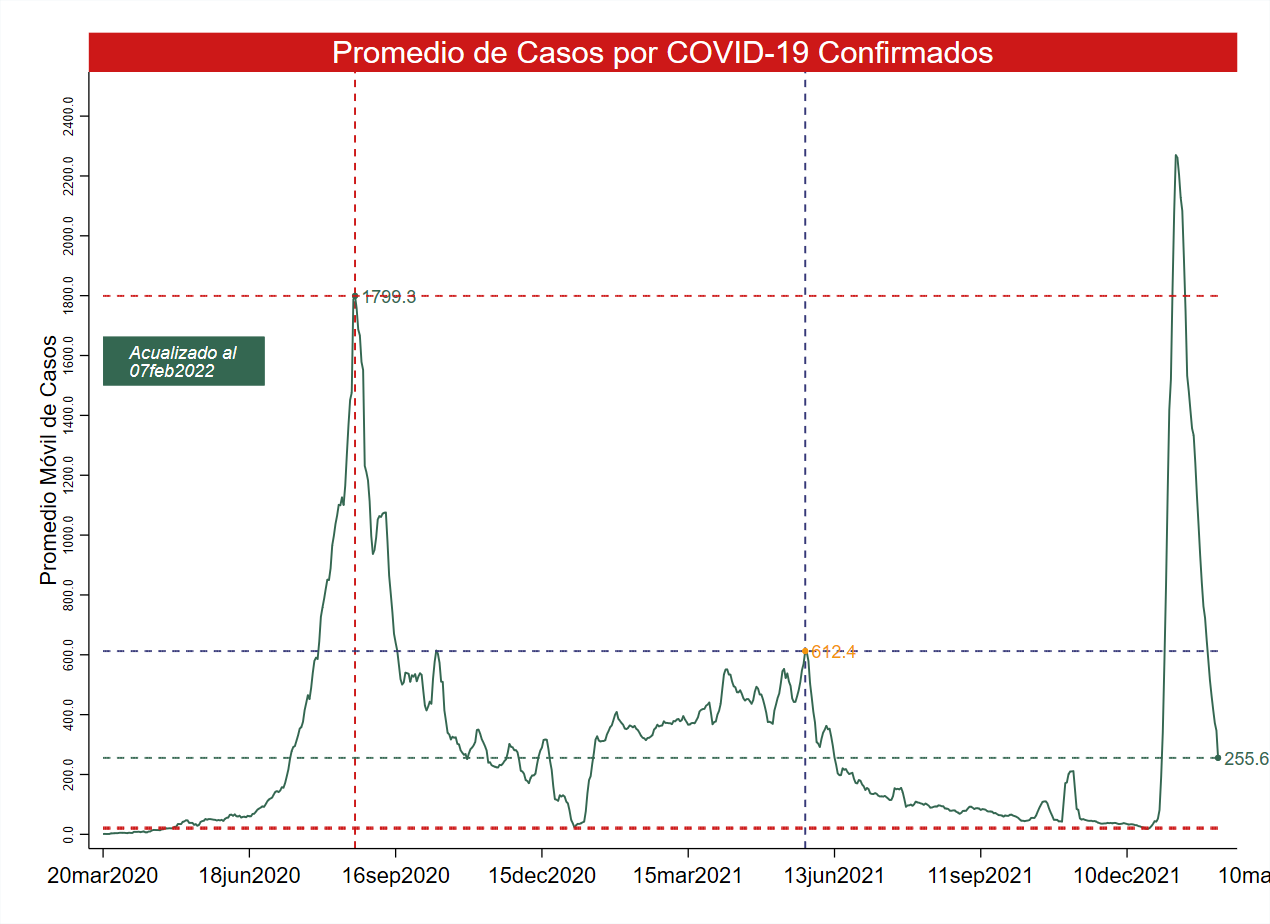 Promedio de Casos por COVID-19 Confirmados
Promedio Móvil de Casos
2400.0
2200.0
2000.0
1800.0
1600.0
1400.0
1200.0
1000.0
800.0
600.0
400.0
200.0
0.0
1799.3
Acualizado al
07feb2022
612.4
255.6
20mar2020
18jun2020
16sep2020
15dec2020
15mar2021
13jun2021
11sep2021
10dec2021
10ma